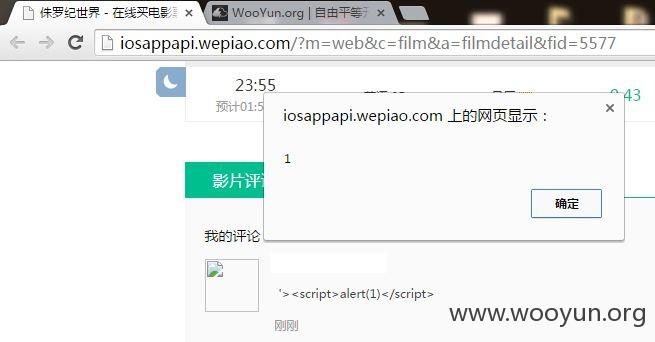 侏罗纪世界 - 在线买电影票
WooYun.org | 自由平等开
iosappapi.wepiao.com/?m=web&c=film&a=filmdetail&fid=5577
23:55
预计01:5
0.43
iosappapi.wepiao.com 上的网页显示：
1
确定
影片评论
我的评论
'"><script>alert(1)</script>
刚刚
www.wooyun.org